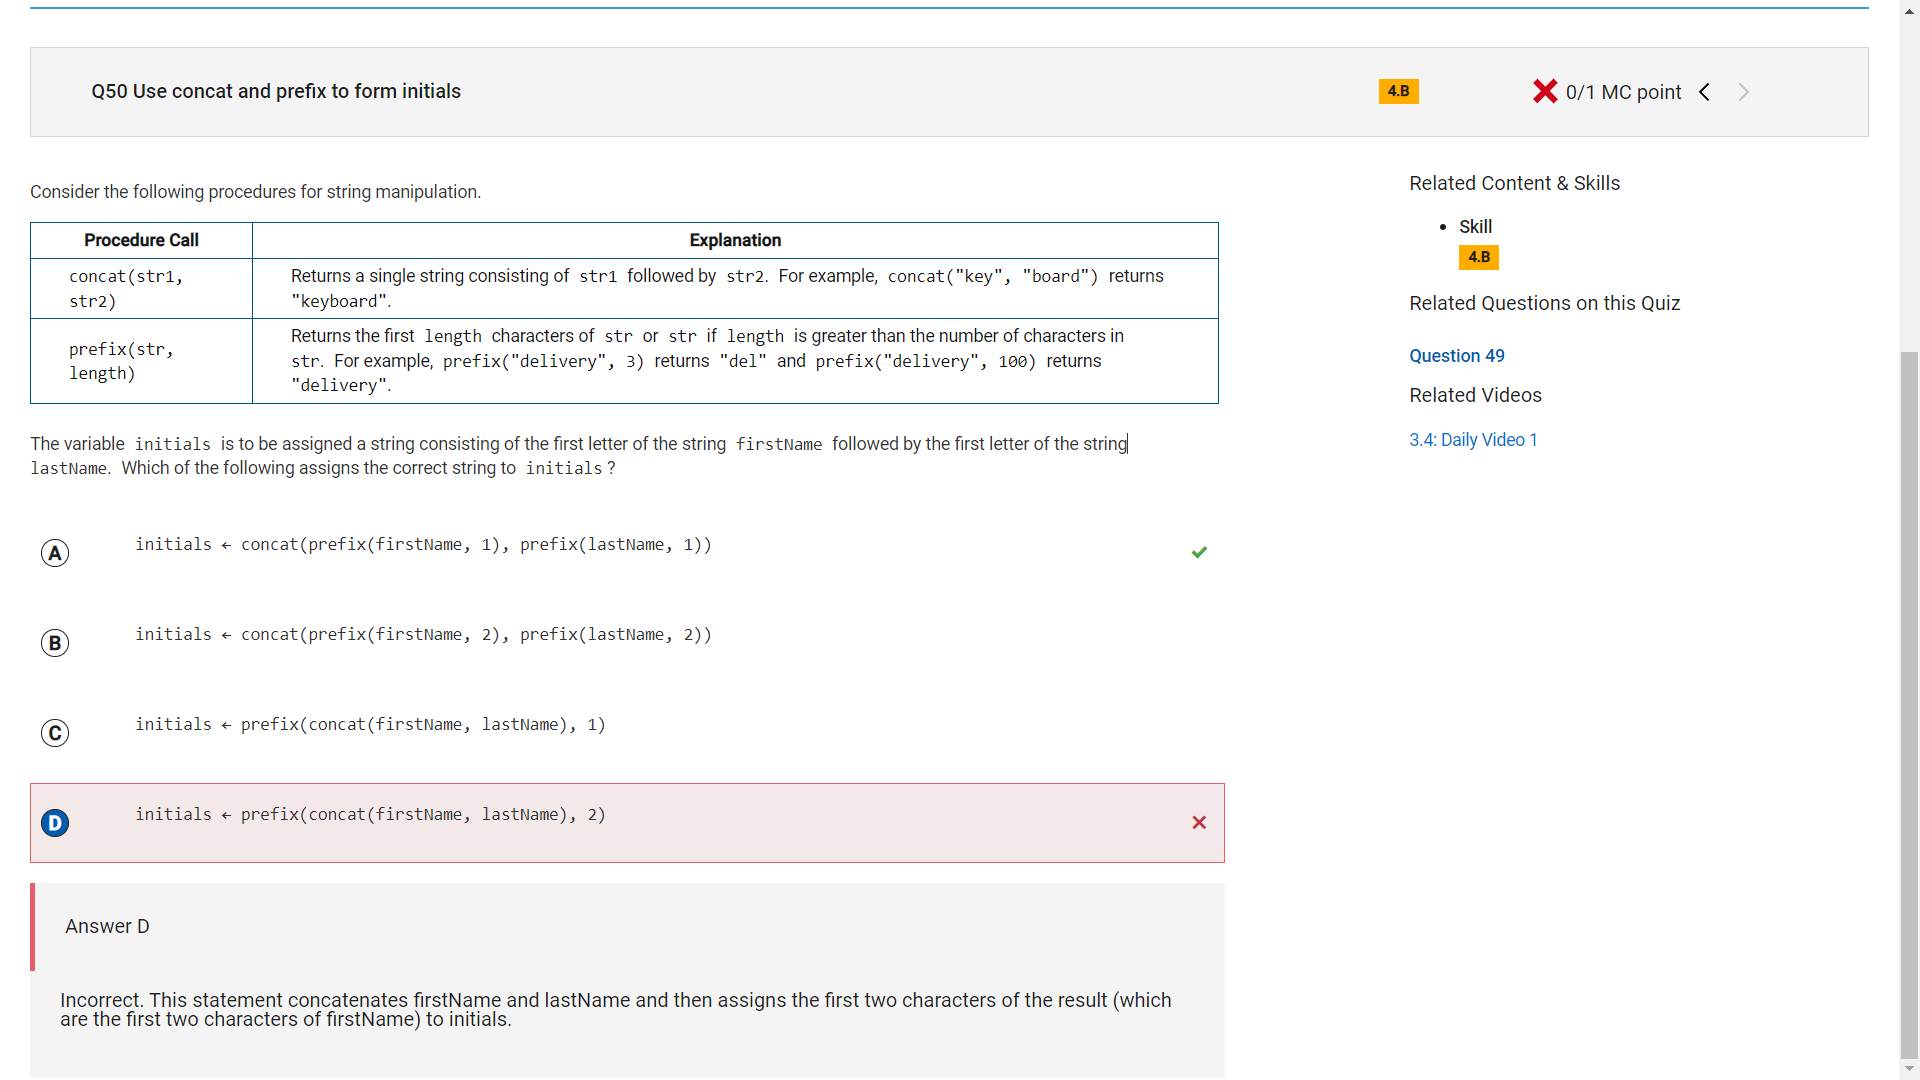 Q50 Use concat and prefix to form initials
4.B
0/1 MC point
Consider the following procedures for string manipulation.
Procedure Call Explanation
concat(str1,
str2)
Returns a single string consisting of str1 followed by str2. For example, concat("key", "board") returns
"keyboard".
prefix(str,
length)
Returns the first length characters of str or str if length is greater than the number of characters in
str. For example, prefix("delivery", 3) returns "del" and prefix("delivery", 100) returns
"delivery".
The variable initials is to be assigned a string consisting of the first letter of the string firstName followed by the first letter of the string
lastName. Which of the following assigns the correct string to initials ?
A initials ← concat(prefix(firstName, 1), prefix(lastName, 1))
B initials ← concat(prefix(firstName, 2), prefix(lastName, 2))
C initials ← prefix(concat(firstName, lastName), 1)
D initials ← prefix(concat(firstName, lastName), 2)
Answer D
Incorrect. This statement concatenates firstName and lastName and then assigns the first two characters of the result (which
are the first two characters of firstName) to initials.
Related Content & Skills
• Skill
4.B
Related Questions on this Quiz
Question 49
Related Videos
3.4: Daily Video 1